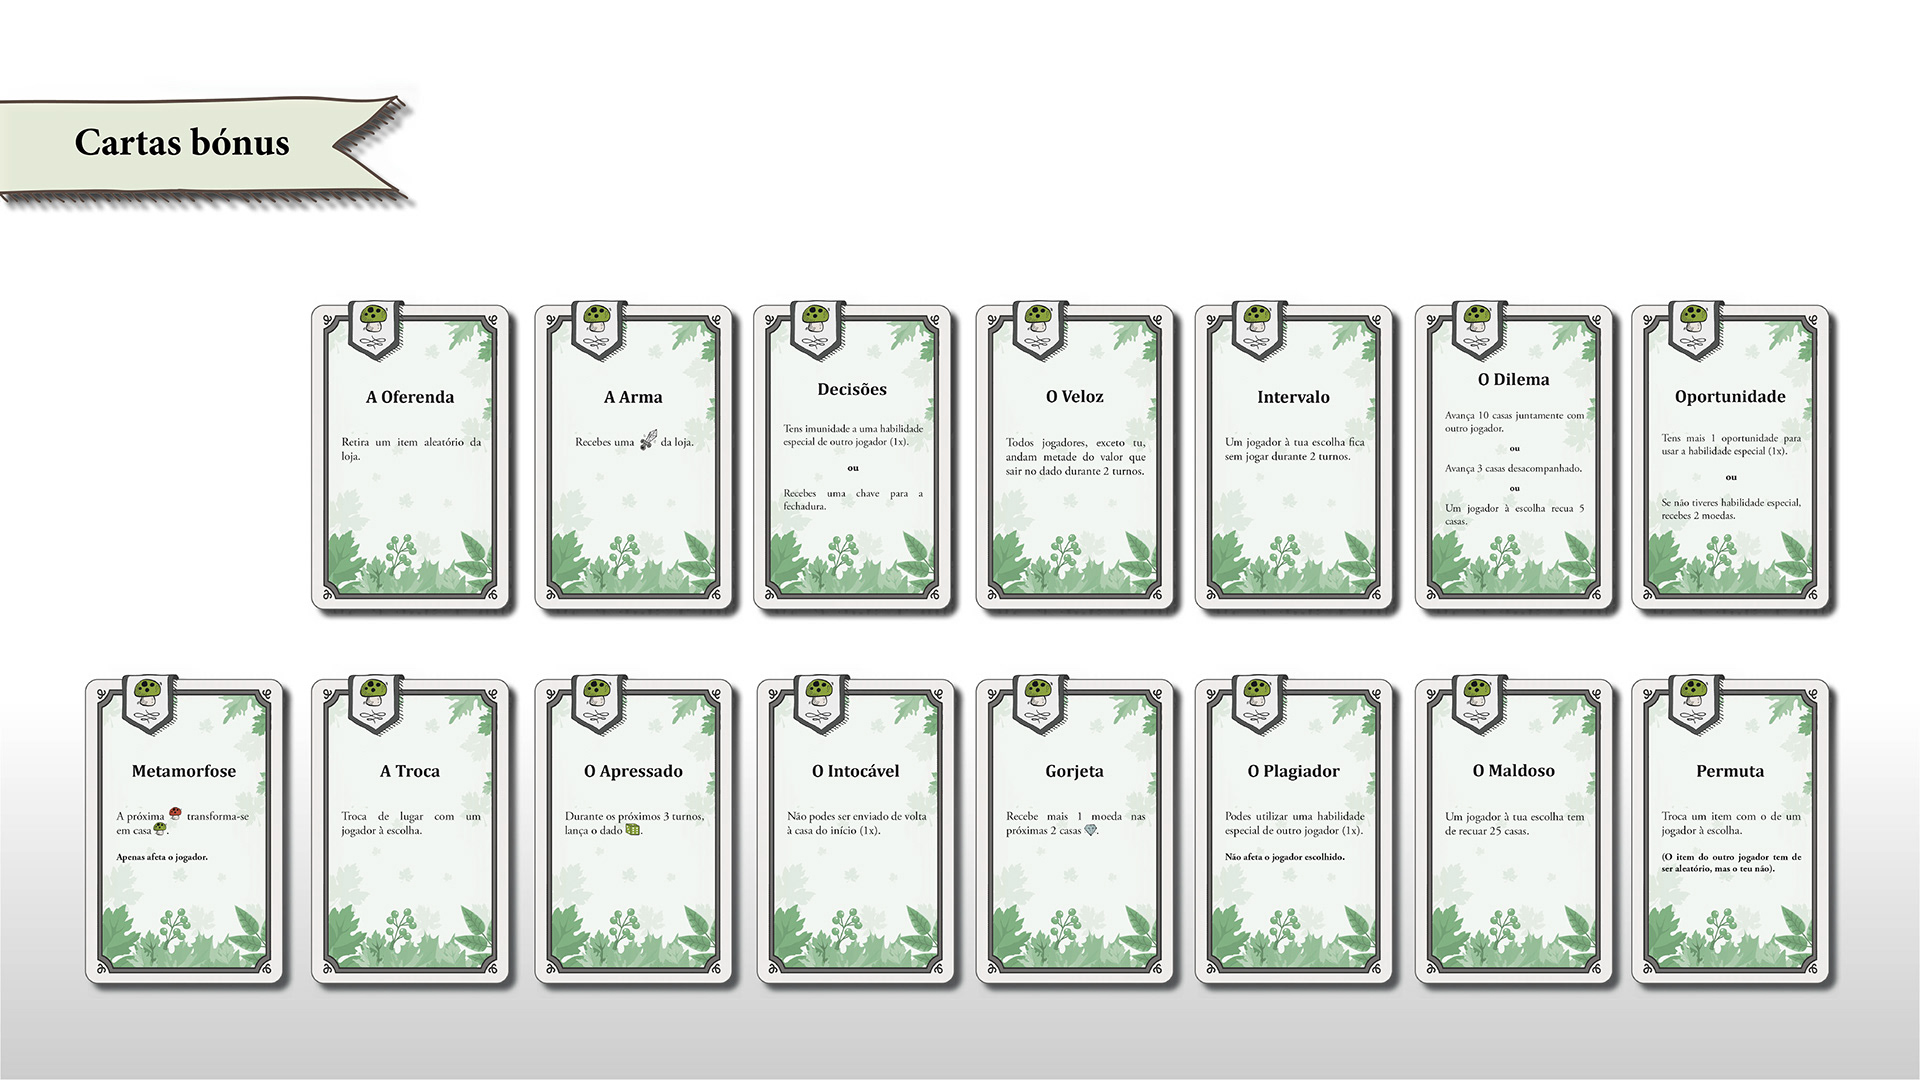 Cartas bónus
A Oferenda
Retira um item aleatório da
loja.
A Arma
Recebes uma da loja.
Decisões
Tens imunidade a uma habilidade
especial de outro jogador (1x).
ou
Recebes uma chave para a
fechadura.
O Veloz
Todos jogadores, exceto tu,
andam metade do valor que
sair no dado durante 2 turnos.
Intervalo
Um jogador à tua escolha fica
sem jogar durante 2 turnos.
O Dilema
Avança 10 casas juntamente com
outro jogador.
ou
Avança 3 casas desacompanhado.
ou
Um jogador à escolha recua 5
casas.
Oportunidade
Tens mais 1 oportunidade para
usar a habilidade especial (1x).
ou
Se não tiveres habilidade especial,
recebes 2 moedas.
Metamorfose
A próxima transforma-se
em casa .
Apenas afeta o jogador.
A Troca
Troca de lugar com um
jogador à escolha.
O Apressado
Durante os próximos 3 turnos,
lança o dado .
O Intocável
Não podes ser enviado de volta
à casa do início (1x).
Gorjeta
Recebe mais 1 moeda nas
próximas 2 casas .
O Plagiador
Podes utilizar uma habilidade
especial de outro jogador (1x).
Não afeta o jogador escolhido.
O Maldoso
Um jogador à tua escolha tem
de recuar 25 casas.
Permuta
Troca um item com o de um
jogador à escolha.
(O item do outro jogador tem de
ser aleatório, mas o teu não).